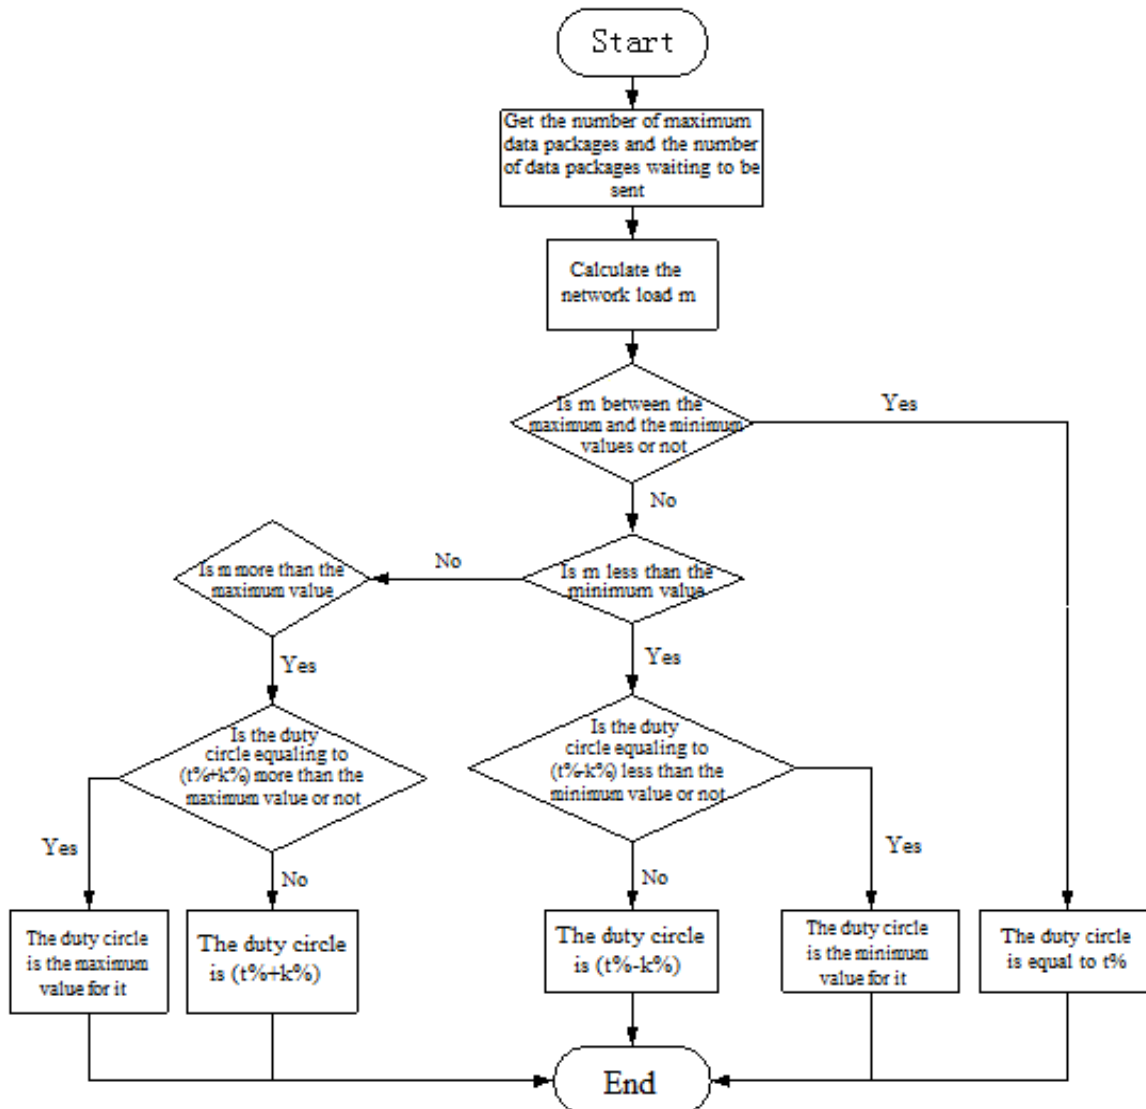 Start
Get the number of maximum
data packages and the number
of data packages waiting to be
sent
Calculate the
network load m
Is m between the
maximum and the minimum
values or not
Yes
No
Is m more than the
maximum value
No
Is m less than the
minimum value
Yes
Yes
Is the duty
circle equaling to
(t%+k%) more than the
maximum value or not
Is the duty
circle equaling to
(t%-k%) less than the
minimum value or not
Yes
No
No
Yes
The duty circle
is the maximum
value for it
The duty circle
is (t%+k%)
The duty circle
is (t%-k%)
The duty circle
is the minimum
value for it
The duty circle
is equal to t%
End